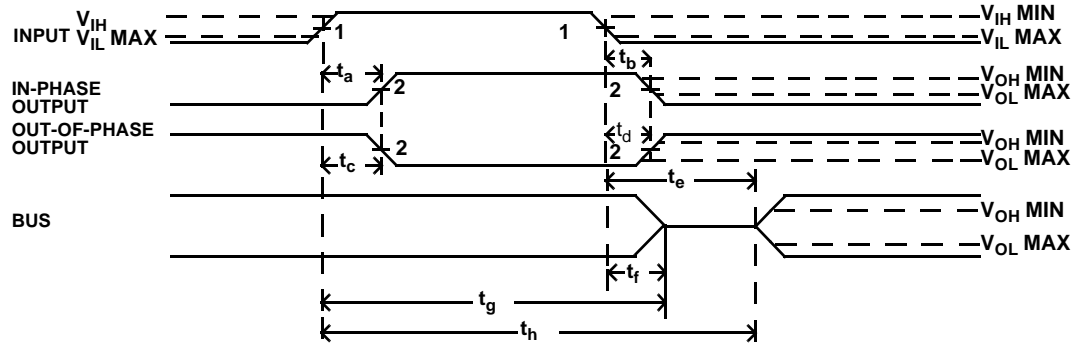 V_IH
V_IH MIN
INPUT V_IL MAX
1
1
V_IL MAX
t_a
t_b
IN-PHASE
OUTPUT
2
2
V_OH MIN
V_OL MAX
OUT-OF-PHASE
OUTPUT
t_c
2
t_d
2
V_OH MIN
V_OL MAX
t_e
BUS
V_OH MIN
V_OL MAX
t_f
t_g
t_h